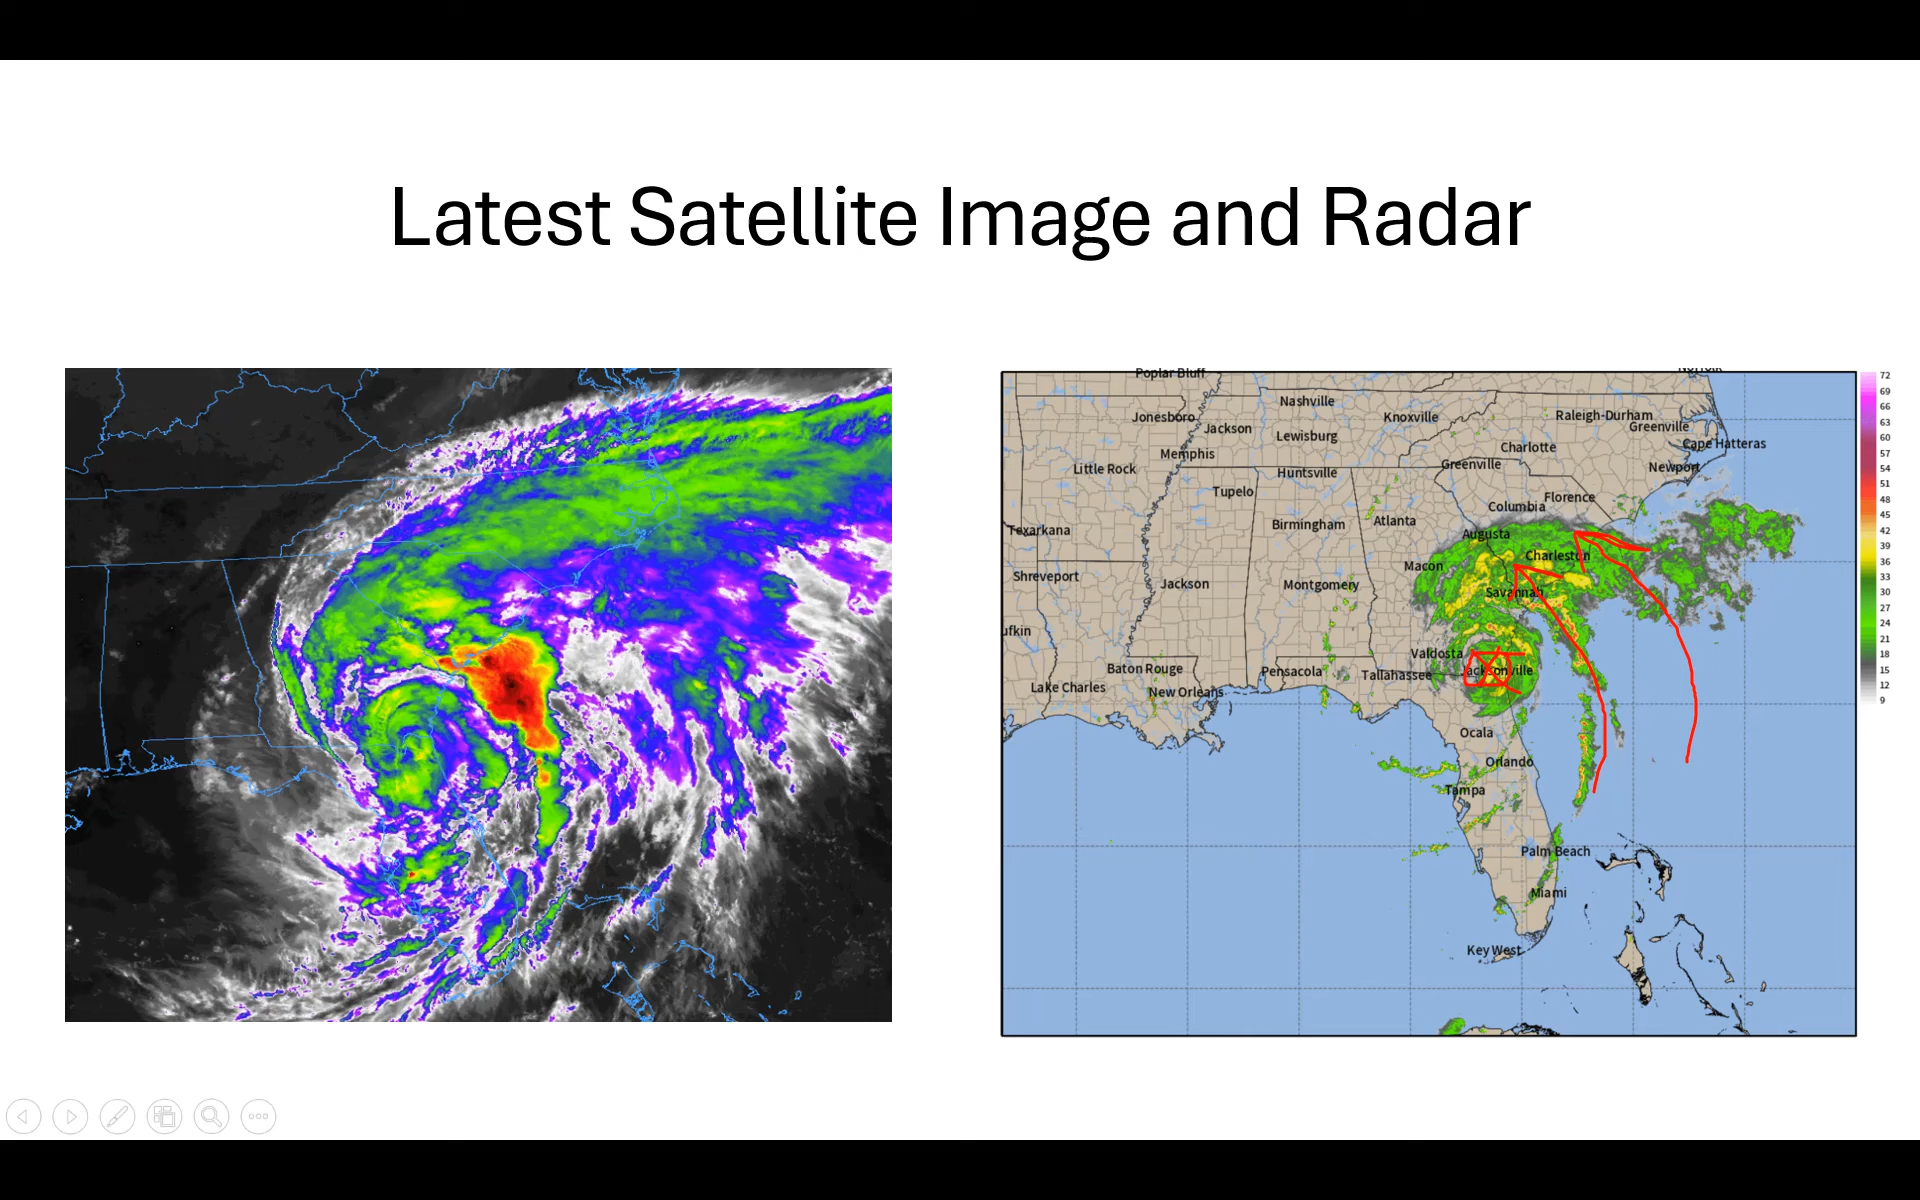 Latest Satellite Image and Radar
Poplar Bluff
Nashville
Knoxville
Jonesboro
Jackson
Lewisburg
Raleigh-Durham
Greenville
Cape Hatteras
Charlotte
Memphis
Little Rock
Huntsville
Greenville
Newport
Tupelo
Florence
Columbia
Texarkana
Birmingham
Atlanta
Augusta
Charleston
Macon
Shreveport
Jackson
Montgomery
Savannah
ufkin
Valdosta
Baton Rouge
Pensacola
Tallahassee
acksonville
Lake Charles
New Orleans
Ocala
Orlando
Tampa
Palm Beach
Miami
Key West
72
69
66
63
60
57
54
51
48
45
42
39
36
33
30
27
24
21
18
15
12
9